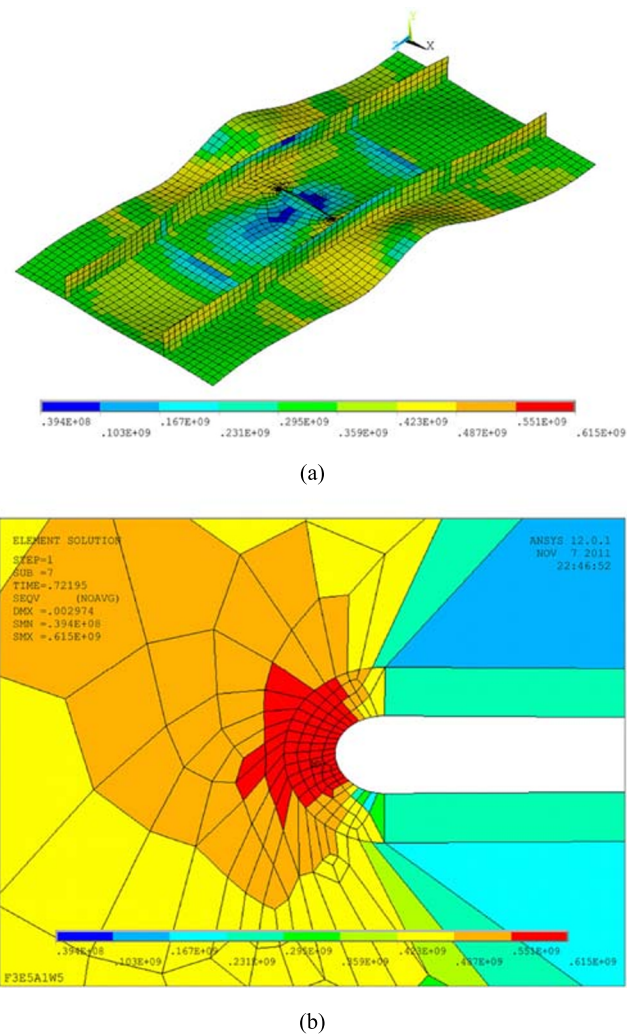 Y
X
.394E+08 .167E+09 .295E+09 .423E+09 .551E+09
.103E+09 .231E+09 .359E+09 .487E+09 .615E+09
(a)
ELEMENT SOLUTION
STEP=1
SUB =7
TIME=.72195
SEQV (NOAVG)
DMX =.002974
SMN =.394E+08
SMX =.615E+09
ANSYS 12.0.1
NOV 7 2011
22:46:52
.394E+08 .167E+09 .295E+09 .423E+09 .551E+09
.103E+09 .231E+09 .359E+09 .487E+09 .615E+09
F3E5A1W5
(b)